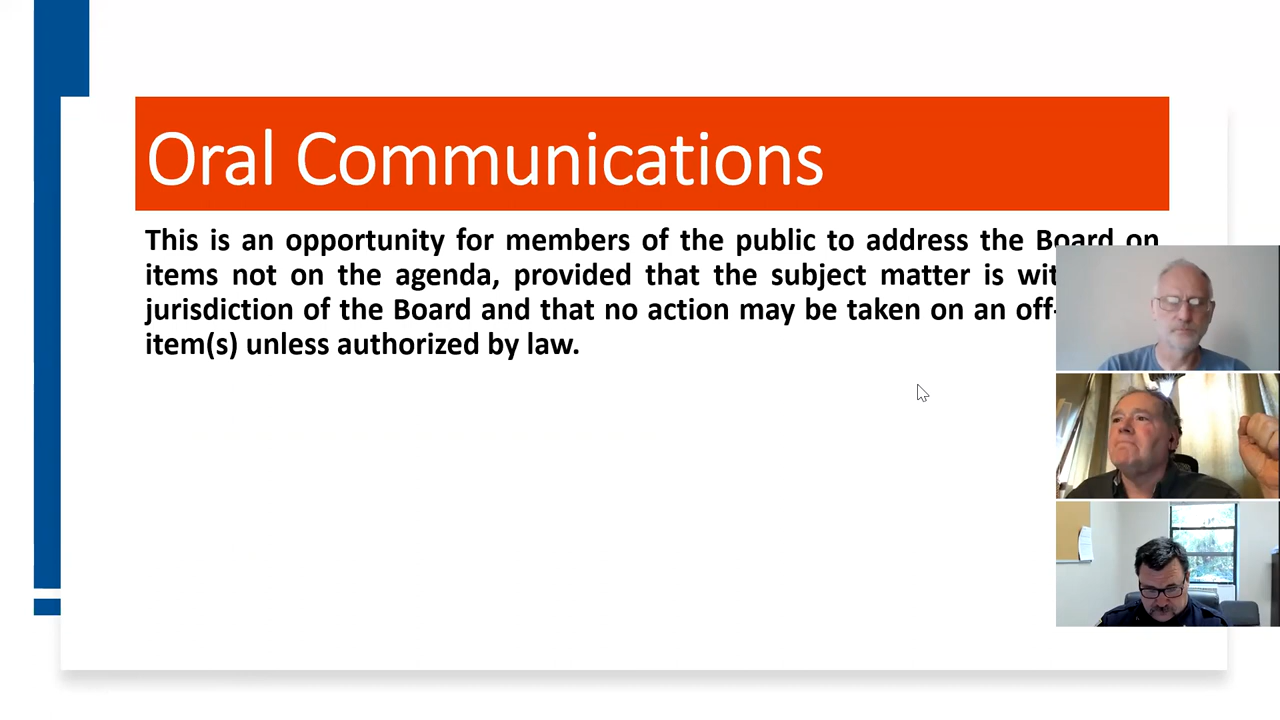 Oral Communications
This is an opportunity for members of the public to address the Board on
items not on the agenda, provided that the subject matter is
jurisdiction of the Board and that no action may be taken on an off-
item(s) unless authorized by law.